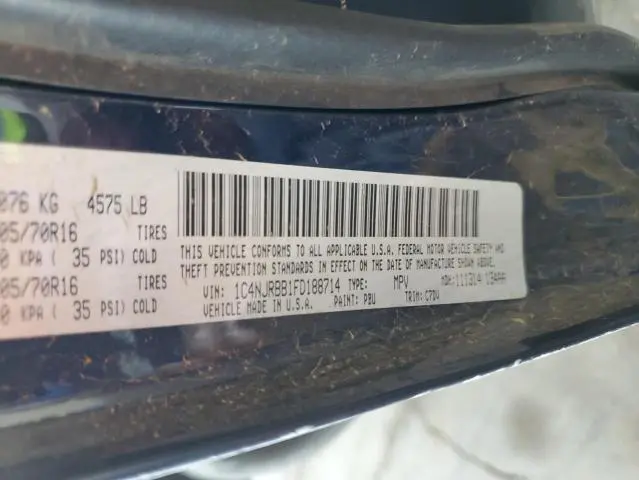 076 KG 4575 LB
05/70R16 TIRES
0 KPA ( 35 PSI) COLD
05/70R16 TIRES
0 KPA ( 35 PSI) COLD
THIS VEHICLE CONFORMS TO ALL APPLICABLE U.S.A. FEDERAL MOTOR VEHICLE SAFETY AND
THEFT PREVENTION STANDARDS IN EFFECT ON THE DATE OF MANUFACTURE SHOWN ABOVE.
VIN: 1C4NJRBB1FD188714 TYPE: MPV MDH:
VEHICLE MADE IN U.S.A. PAINT: PBU TRIM: C7DV